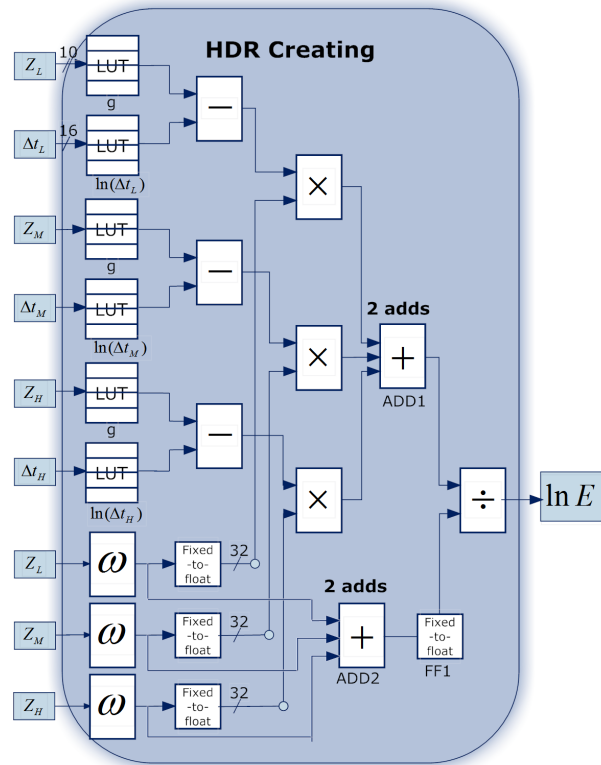 HDR Creating
Z_L
10
LUT
g
Δt_L
16
LUT
ln(Δt_L)
−
×
Z_M
LUT
g
Δt_M
LUT
ln(Δt_M)
−
×
2 adds
+
ADD1
Z_H
LUT
g
Δt_H
LUT
ln(Δt_H)
−
×
÷
ln E
Z_L
ω
Fixed
-to-
float
32
Z_M
ω
Fixed
-to-
float
32
2 adds
+
ADD2
Fixed
-to-
float
FF1
Z_H
ω
Fixed
-to-
float
32